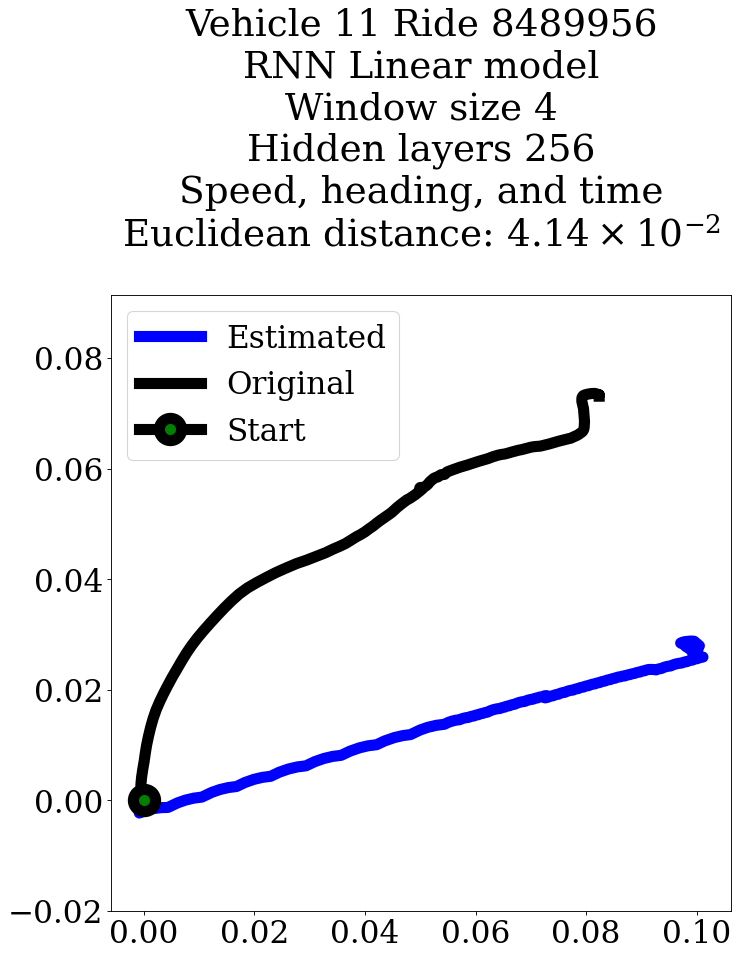 Vehicle 11 Ride 8489956
RNN Linear model
Window size 4
Hidden layers 256
Speed, heading, and time
Euclidean distance: 4.14 × 10⁻²
Estimated
Original
Start
0.08
0.06
0.04
0.02
0.00
−0.02
0.00 0.02 0.04 0.06 0.08 0.10